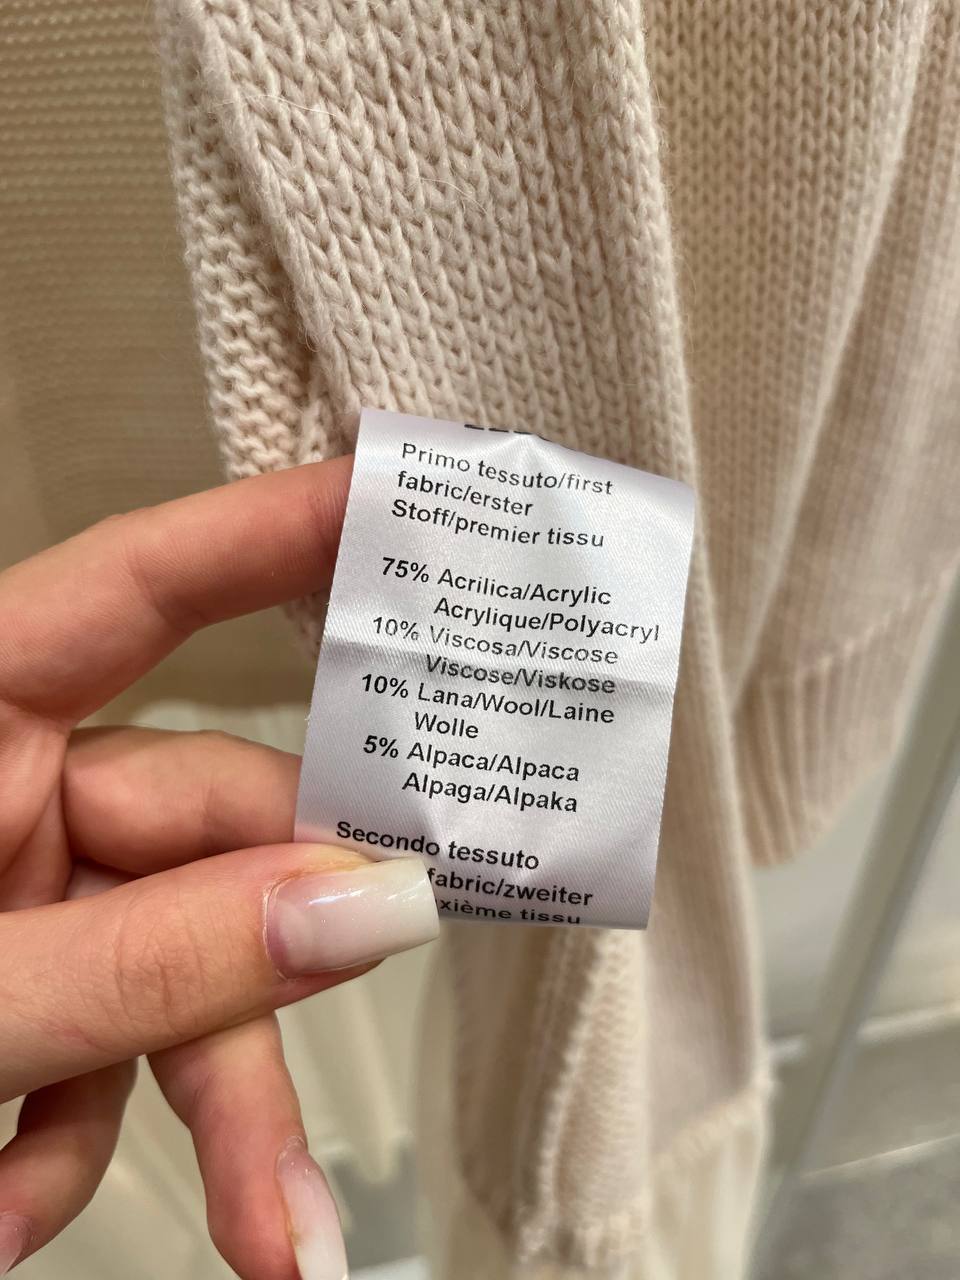 Primo tessuto/first
fabric/erster
Stoff/premier tissu
75% Acrilica/Acrylic
Acrylique/Polyacryl
10% Viscosa/Viscose
Viscose/Viskose
10% Lana/Wool/Laine
Wolle
5% Alpaca/Alpaca
Alpaga/Alpaka
Secondo tessuto
fabric/zweiter
tissu